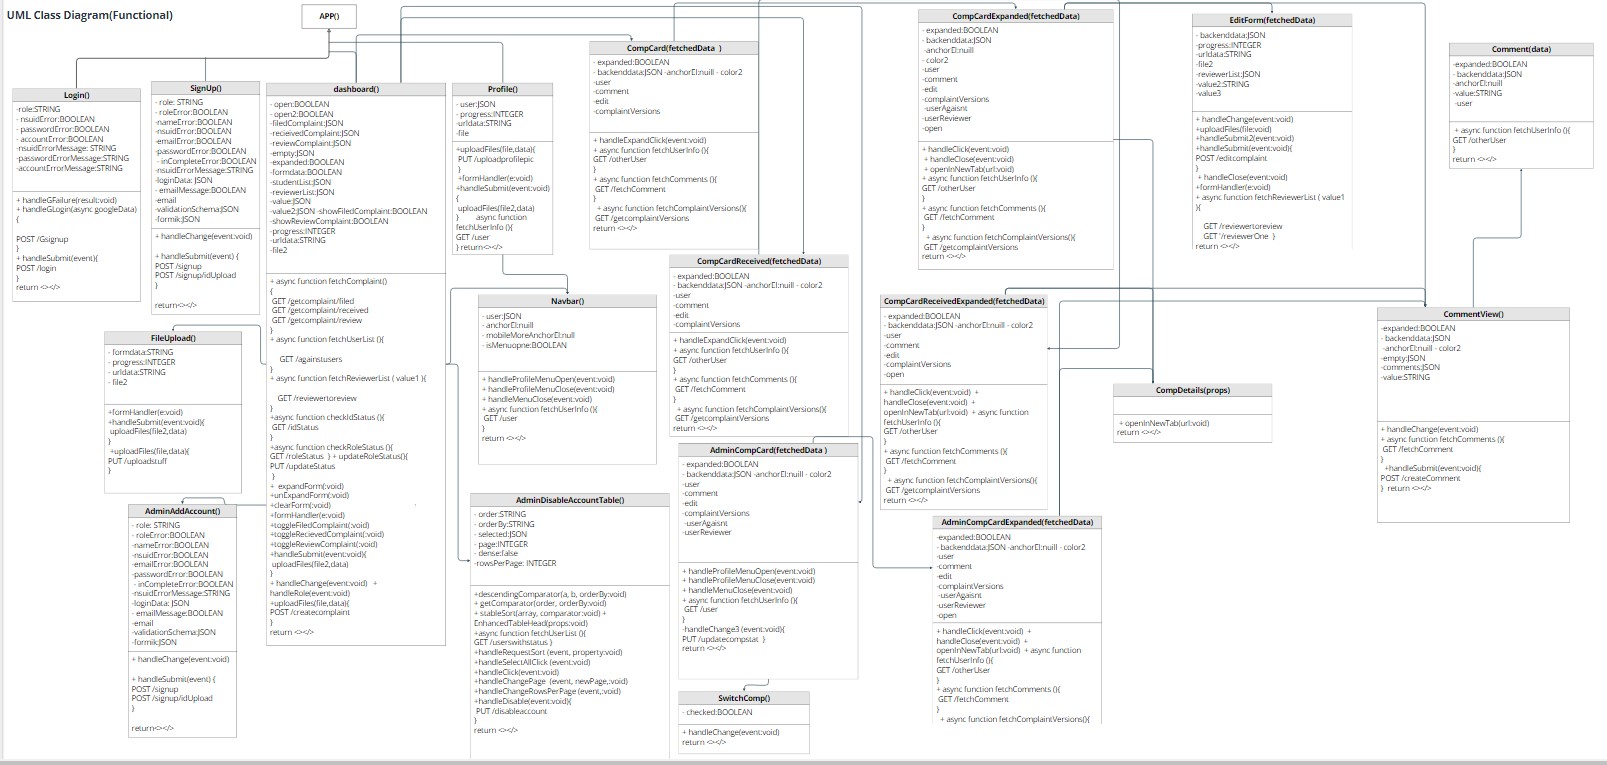 UML Class Diagram(Functional)
APP()
Login()
-role:STRING
- nsuidError:BOOLEAN
- passwordError:BOOLEAN
- accountError:BOOLEAN
-nsuidErrorMessage:STRING
-passwordErrorMessage:STRING
-accountErrorMessage:STRING
+ handleGFailure(result:void)
+ handleGLogin(async googleData)
{
POST /Gsignup
}
+ handleSubmit(event){
POST /login
}
return <></>
SignUp()
- role: STRING
- roleError:BOOLEAN
-nameError:BOOLEAN
-nsuidError:BOOLEAN
-emailError:BOOLEAN
-passwordError:BOOLEAN
- inCompleteError:BOOLEAN
-nsuidErrorMessage:STRING
-loginData: JSON
- emailMessage:BOOLEAN
-email
-validationSchema:JSON
-formik:JSON
+ handleChange(event:void)
+ handleSubmit(event) {
POST /signup
POST /signup/idUpload
}
return<></>
dashboard()
- open:BOOLEAN
- open2:BOOLEAN
- filedComplaint:JSON
- recieivedComplaint:JSON
- reviewComplaint:JSON
- empty:JSON
- expanded:BOOLEAN
- formdata:BOOLEAN
- studentList:JSON
- reviewerList:JSON
- value:JSON
- value2:JSON -showFiledComplaint:BOOLEAN
-showReviewComplaint:BOOLEAN
-progress:INTEGER
-urldata:STRING
-file2
+ async function fetchComplaint()
{
GET /getcomplaint/filed
GET /getcomplaint/received
GET /getcomplaint/review
}
+ async function fetchUserList (){
GET /againstusers
}
+ async function fetchReviewerList ( value1 ){
GET /reviewertoreview
}
+async function checkIdStatus (){
GET /idStatus
}
+async function checkRoleStatus (){
GET /roleStatus } + updateRoleStatus(){
PUT /updateStatus
}
+ expandForm(:void)
+unExpandForm(:void)
+clearForm(:void)
+formHandler(e:void)
+toggleFiledComplaint(:void)
+toggleRecievedComplaint(:void)
+toggleReviewComplaint(:void)
+handleSubmit(event:void){
uploadFiles(file2,data)
}
+ handleChange(event:void) +
handleRole(event:void)
+uploadFiles(file,data){
POST /createcomplaint
}
return <></>
Profile()
- user:JSON
- progress:INTEGER
-urldata:STRING
-file
+uploadFiles(file,data){
PUT /uploadprofilepic
}
+formHandler(e:void)
+handleSubmit(event:void)
{
uploadFiles(file2,data)
} async function
fetchUserInfo (){
GET /user
} return<></>
CompCard(fetchedData )
- expanded:BOOLEAN
- backenddata:JSON -anchorEl:nuill - color2
-user
-comment
-edit
-complaintVersions
+ handleExpandClick(event:void)
+ async function fetchUserInfo (){
GET /otherUser
}
+ async function fetchComments (){
GET /fetchComment
}
+ async function fetchComplaintVersions(){
GET /getcomplaintVersions
return <></>
CompCardExpanded(fetchedData)
- expanded:BOOLEAN
- backenddata:JSON
-anchorEl:nuill
- color2
-user
-comment
-edit
-complaintVersions
-userAgaisnt
-userReviewer
-open
+ handleClick(event:void)
+ handleClose(event:void)
+ openInNewTab(url:void)
+ async function fetchUserInfo (){
GET /otherUser
}
+ async function fetchComments (){
GET /fetchComment
}
+ async function fetchComplaintVersions(){
GET /getcomplaintVersions
return <></>
EditForm(fetchedData)
- backenddata:JSON
-progress:INTEGER
-urldata:STRING
-file2
-reviewerList:JSON
-value2:STRING
-value3
+ handleChange(event:void)
+uploadFiles(file:void)
+handleSubmit2(event:void)
+handleSubmit(event:void){
POST /editcomplaint
}
+ handleClose(event:void)
+formHandler(e:void)
+ async function fetchReviewerList ( value1
){
GET /reviewertoreview
GET '/reviewerOne }
return <></>
Comment(data)
-expanded:BOOLEAN
- backenddata:JSON
-anchorEl:nuill
-value:STRING
-user
+ async function fetchUserInfo (){
GET /otherUser
}
return <></>
FileUpload()
- formdata:STRING
- progress:INTEGER
- urldata:STRING
- file2
+formHandler(e:void)
+handleSubmit(event:void){
uploadFiles(file2,data)
}
+uploadFiles(file,data){
PUT /uploadstuff
}
Navbar()
- user:JSON
- anchorEl:nuill
- mobileMoreAnchorEl:null
- isMenuopne:BOOLEAN
+ handleProfileMenuOpen(event:void)
+ handleProfileMenuClose(event:void)
+ handleMenuClose(event:void)
+ async function fetchUserInfo (){
GET /user
}
return <></>
CompCardReceived(fetchedData)
- expanded:BOOLEAN
- backenddata:JSON -anchorEl:nuill - color2
-user
-comment
-edit
-complaintVersions
+ handleExpandClick(event:void)
+ async function fetchUserInfo (){
GET /otherUser
}
+ async function fetchComments (){
GET /fetchComment
}
+ async function fetchComplaintVersions(){
GET /getcomplaintVersions
return <></>
CompCardReceivedExpanded(fetchedData)
- expanded:BOOLEAN
- backenddata:JSON -anchorEl:nuill - color2
-user
-comment
-edit
-complaintVersions
-open
+ handleClick(event:void) +
handleClose(event:void) +
openInNewTab(url:void) + async function
fetchUserInfo (){
GET /otherUser
}
+ async function fetchComments (){
GET /fetchComment
}
+ async function fetchComplaintVersions(){
GET /getcomplaintVersions
return <></>
CompDetails(props)
+ openInNewTab(url:void)
return <></>
CommentView()
-expanded:BOOLEAN
- backenddata:JSON
-anchorEl:nuill - color2
-empty:JSON
-comments:JSON
-value:STRING
+ handleChange(event:void)
+ async function fetchComments (){
GET /fetchComment
}
+handleSubmit(event:void){
POST /createComment
} return <></>
AdminAddAccount()
- role: STRING
- roleError:BOOLEAN
-nameError:BOOLEAN
-nsuidError:BOOLEAN
-emailError:BOOLEAN
-passwordError:BOOLEAN
- inCompleteError:BOOLEAN
-nsuidErrorMessage:STRING
-loginData: JSON
- emailMessage:BOOLEAN
-email
-validationSchema:JSON
-formik:JSON
+ handleChange(event:void)
+ handleSubmit(event) {
POST /signup
POST /signup/idUpload
}
return<></>
AdminDisableAccountTable()
- order:STRING
- orderBy:STRING
- selected:JSON
- page:INTEGER
- dense:false
-rowsPerPage: INTEGER
+descendingComparator(a, b, orderBy:void)
+ getComparator(order, orderBy:void)
+ stableSort(array, comparator:void) +
EnhancedTableHead(props:void)
+async function fetchUserList (){
GET /userswithstatus }
+handleRequestSort (event, property:void)
+handleSelectAllClick (event:void)
+handleClick(event:void)
+handleChangePage (event, newPage,:void)
+handleChangeRowsPerPage (event,:void)
+handleDisable(event:void){
PUT /disableaccount
}
return <></>
AdminCompCard(fetchedData )
- expanded:BOOLEAN
- backenddata:JSON -anchorEl:nuill - color2
-user
-comment
-edit
-complaintVersions
-userAgaisnt
-userReviewer
+ handleProfileMenuOpen(event:void)
+ handleProfileMenuClose(event:void)
+ handleMenuClose(event:void)
+ async function fetchUserInfo (){
GET /user
}
-handleChange3 (event:void){
PUT /updatecompstat }
return <></>
SwitchComp()
- checked:BOOLEAN
+ handleChange(event:void)
return <></>
AdminCompCardExpanded(fetchedData)
-expanded:BOOLEAN
- backenddata:JSON -anchorEl:nuill - color2
-user
-comment
-edit
-complaintVersions
-userAgaisnt
-userReviewer
-open
+ handleClick(event:void) +
handleClose(event:void) +
openInNewTab(url:void) + async function
fetchUserInfo (){
GET /otherUser
}
+ async function fetchComments (){
GET /fetchComment
}
+ async function fetchComplaintVersions(){